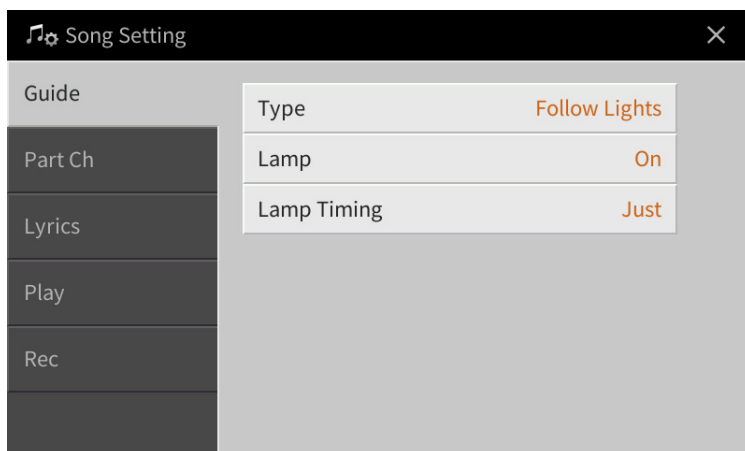 Song Setting
Guide
Type Follow Lights
Part Ch
Lamp On
Lamp Timing Just
Lyrics
Play
Rec